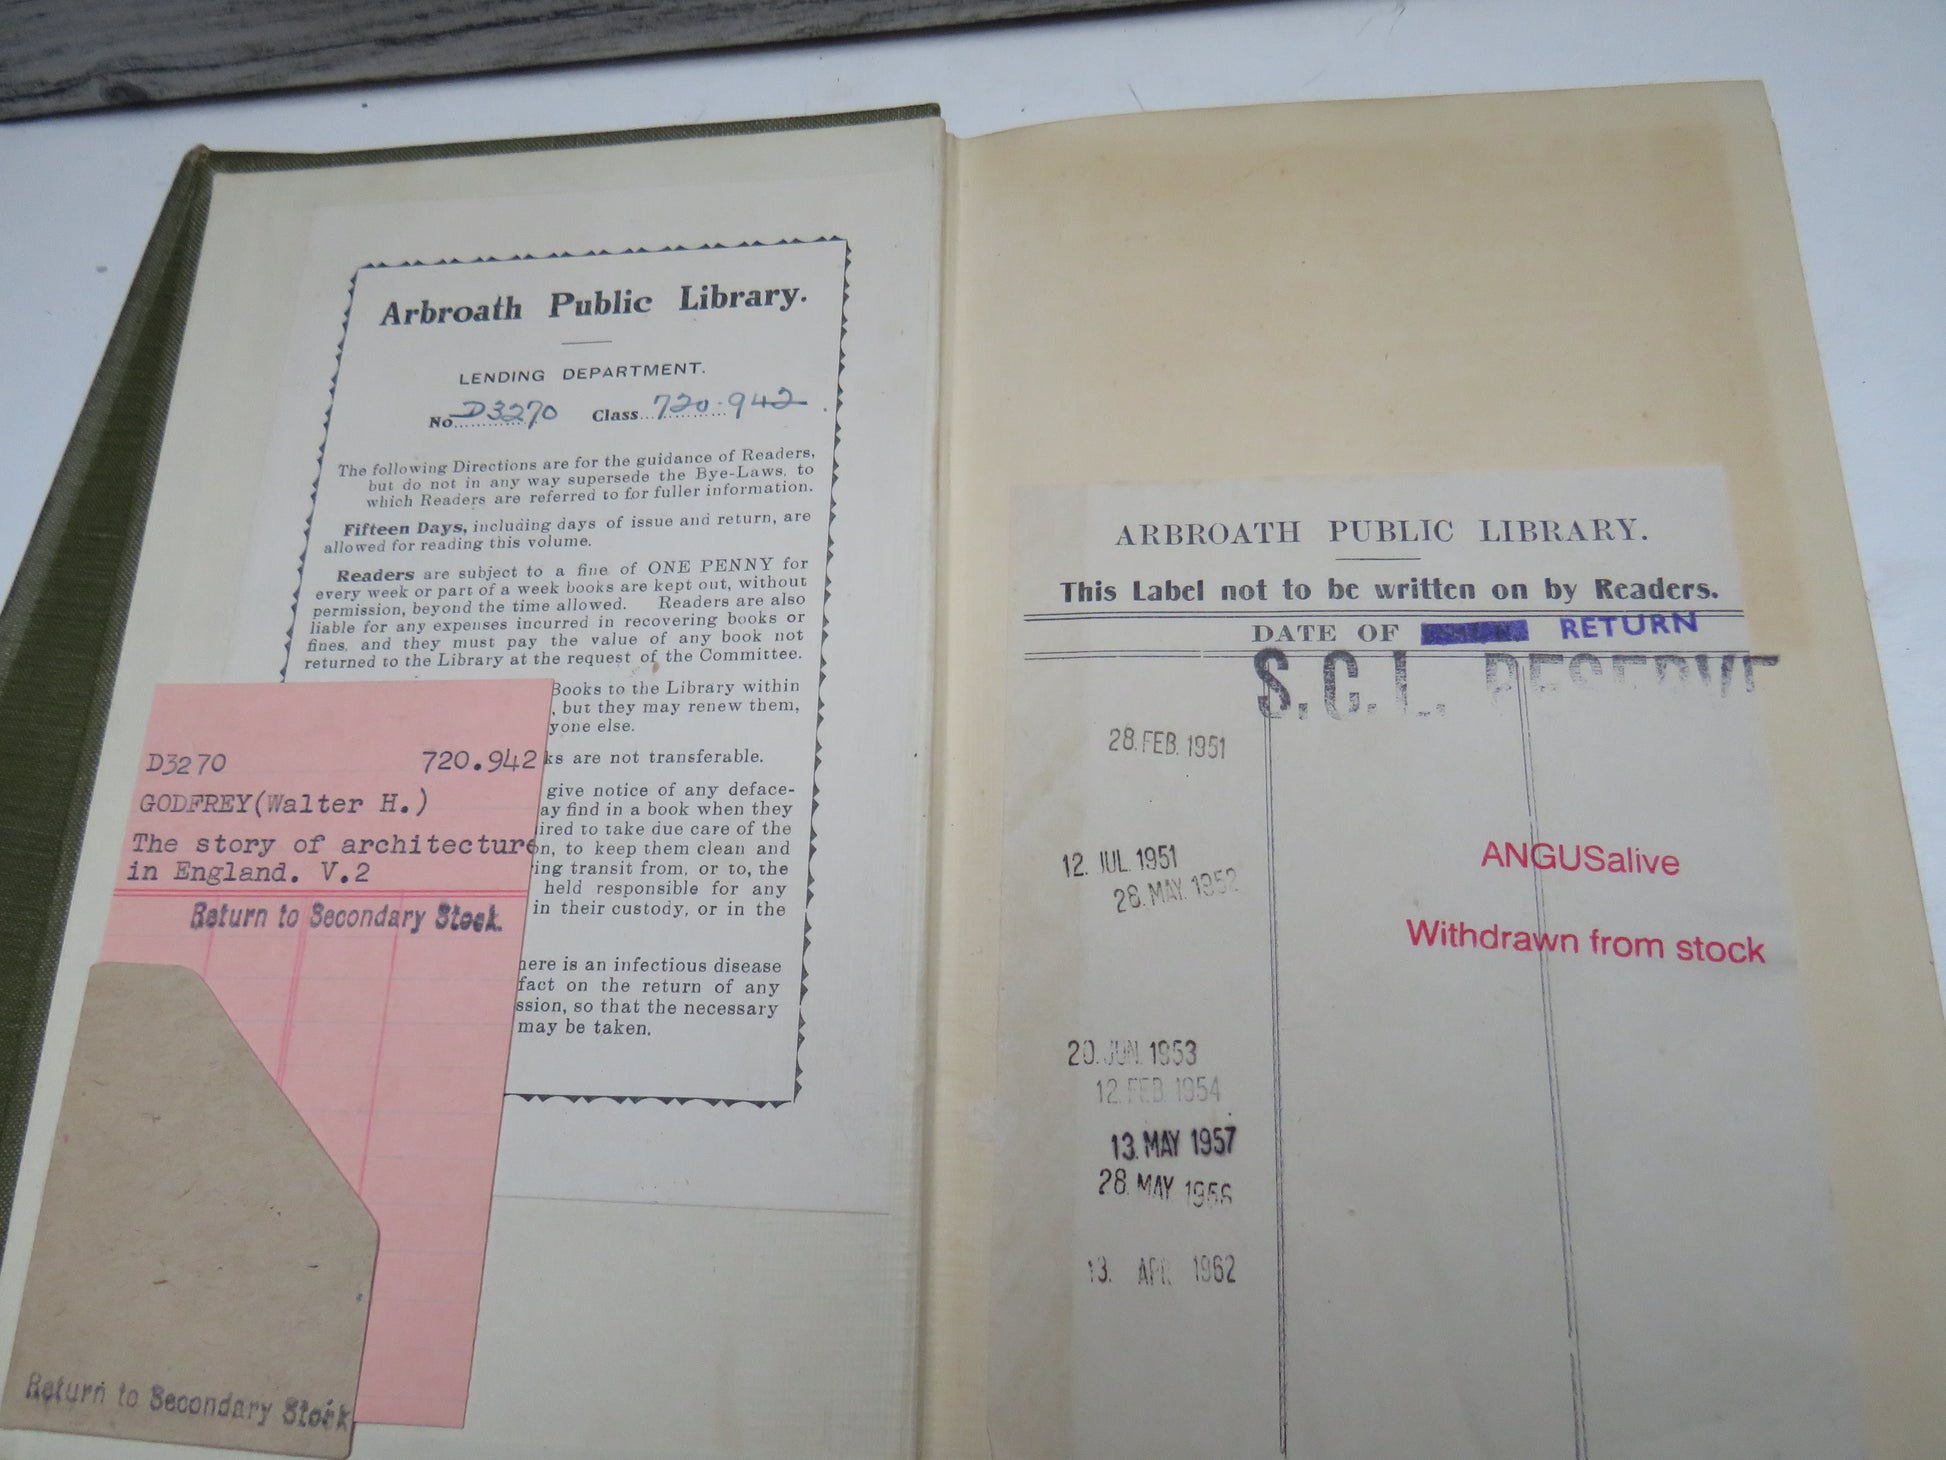 Arbroath Public Library.
LENDING DEPARTMENT.
No. D3270 Class 720.942
The following Directions are for the guidance of Readers,
but do not in any way supersede the Bye-Laws, to
which Readers are referred to for fuller information.
Fifteen Days, including days of issue and return, are
allowed for reading this volume.
Readers are subject to a fine of ONE PENNY for
every week or part of a week books are kept out, without
permission, beyond the time allowed. Readers are also
liable for any expenses incurred in recovering books or
fines, and they must pay the value of any book not
returned to the Library at the request of the Committee.
Books to the Library within
, but they may renew them,
yone else.
ks are not transferable.
give notice of any deface-
ay find in a book when they
ired to take due care of the
on, to keep them clean and
ing transit from, or to, the
held responsible for any
in their custody, or in the
here is an infectious disease
fact on the return of any
ssion, so that the necessary
may be taken.
D3270 720.942
GODFREY(Walter H.)
The story of architecture
in England. V.2
Return to Secondary Stock.
Return to Secondary Stock
ARBROATH PUBLIC LIBRARY.
This Label not to be written on by Readers.
DATE OF RETURN
S.C.L. RESERVE
28. FEB. 1951
12. JUL. 1951
28. MAY. 1952
20. JUN. 1953
12. FEB. 1954
13. MAY 1957
28. MAY
13. APR. 1962
ANGUSalive
Withdrawn from stock